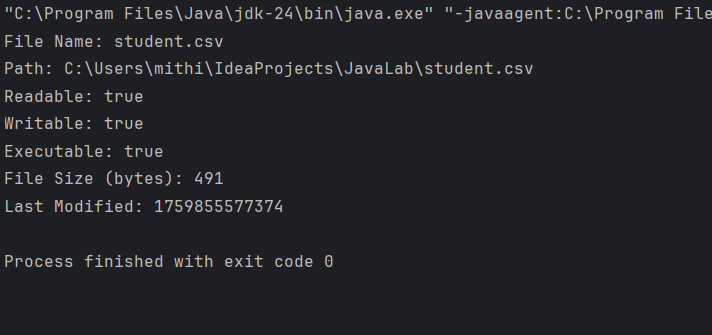 "C:\Program Files\Java\jdk-24\bin\java.exe" "-javaagent:C:\Program File
File Name: student.csv
Path: C:\Users\mithi\IdeaProjects\JavaLab\student.csv
Readable: true
Writable: true
Executable: true
File Size (bytes): 491
Last Modified: 1759855577374
Process finished with exit code 0